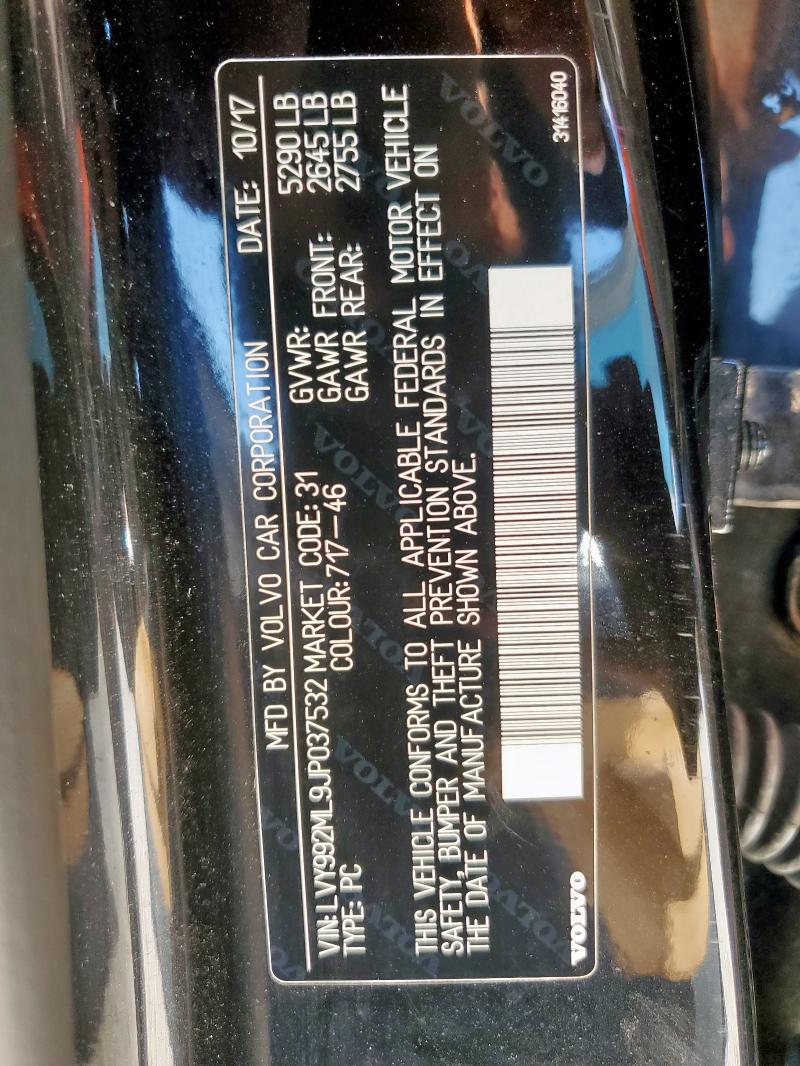 MFD BY VOLVO CAR CORPORATION DATE: 10/17
VIN: LVY992ML9JP037532 MARKET CODE: 31 GVWR: 5290 LB
TYPE: PC COLOUR: 717-46 GAWR FRONT: 2645 LB
GAWR REAR: 2755 LB
THIS VEHICLE CONFORMS TO ALL APPLICABLE FEDERAL MOTOR VEHICLE
SAFETY, BUMPER AND THEFT PREVENTION STANDARDS IN EFFECT ON
THE DATE OF MANUFACTURE SHOWN ABOVE.
VOLVO 31416040